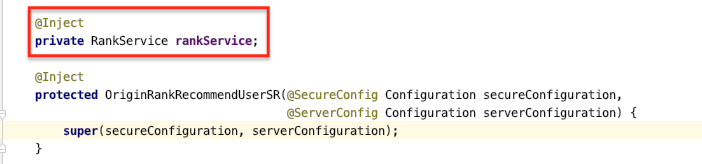 @Inject
private RankService rankService;
@Inject
protected OriginRankRecommendUserSR(@SecureConfig Configuration secureConfiguration,
@ServerConfig Configuration serverConfiguration) {
super(secureConfiguration, serverConfiguration);
}